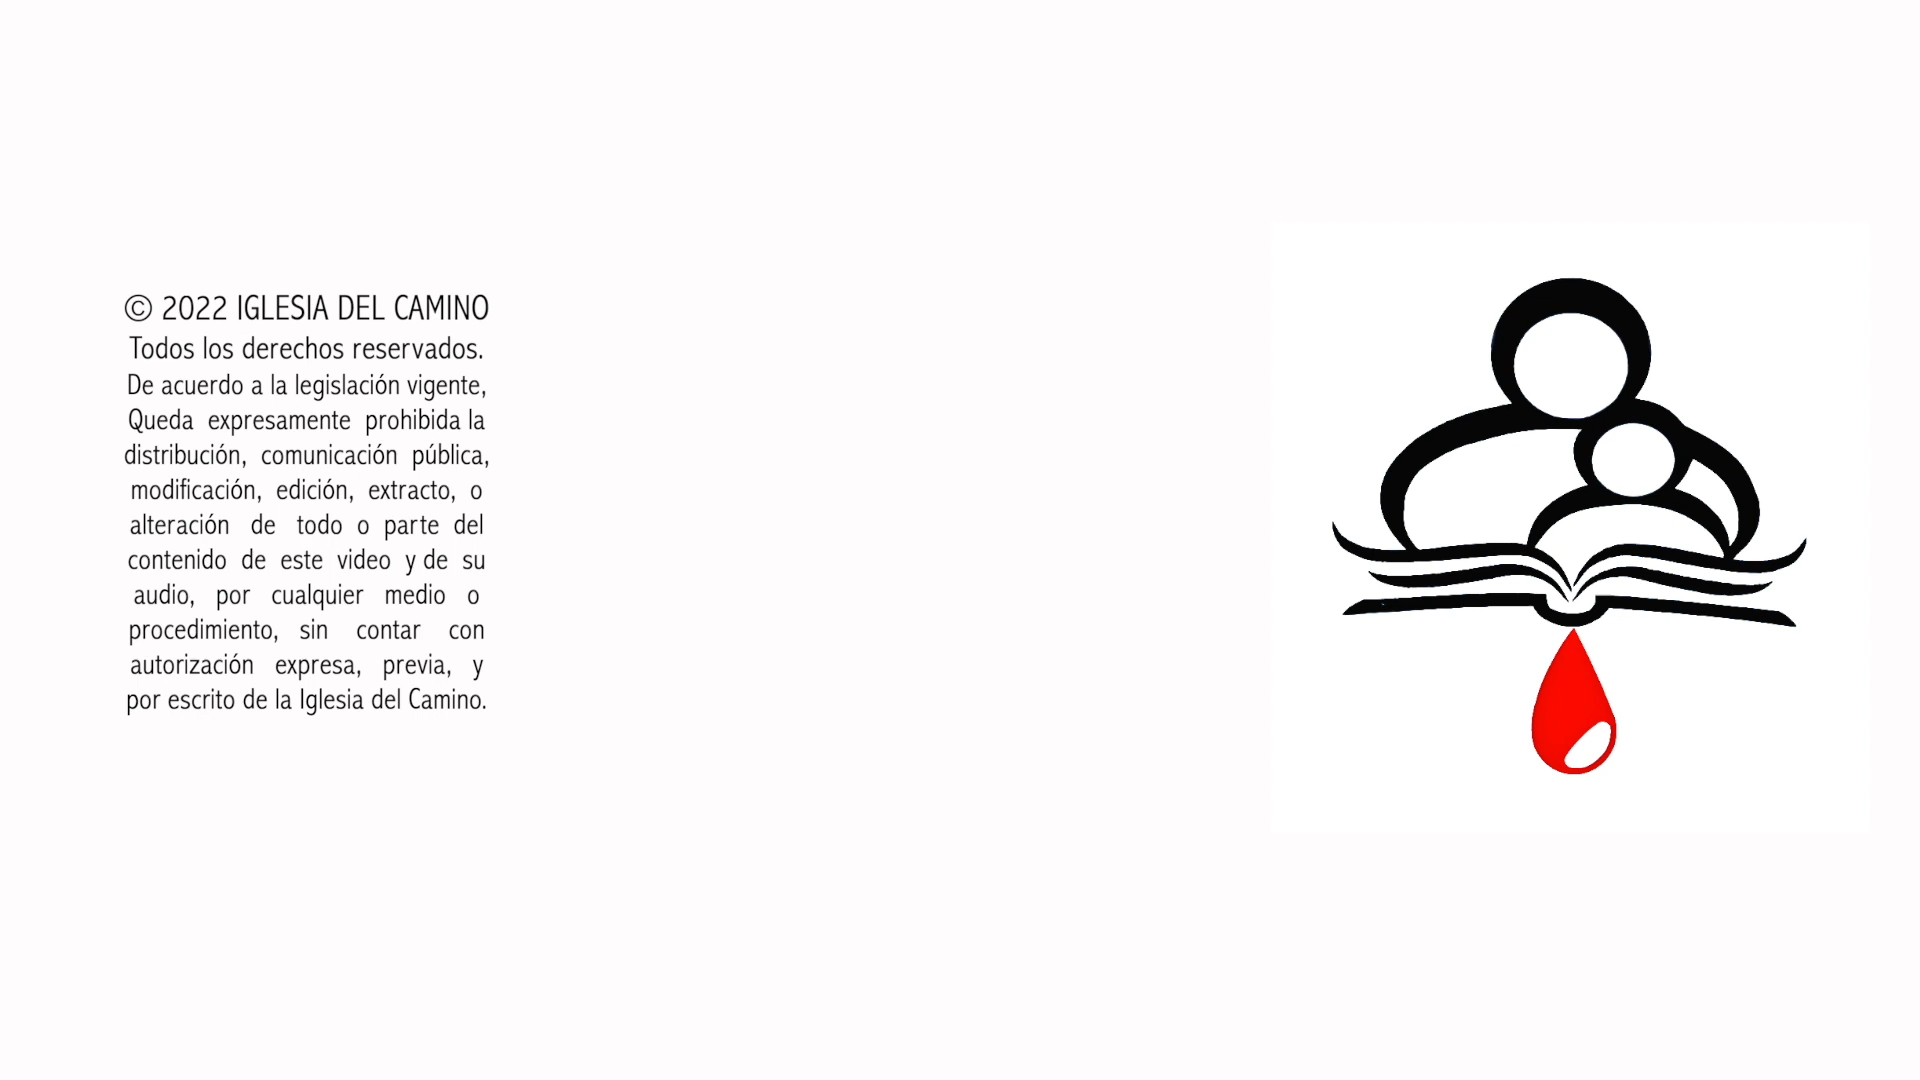 © 2022 IGLESIA DEL CAMINO
Todos los derechos reservados.
De acuerdo a la legislación vigente,
Queda expresamente prohibida la
distribución, comunicación pública,
modificación, edición, extracto, o
alteración de todo o parte del
contenido de este video y de su
audio, por cualquier medio o
procedimiento, sin contar con
autorización expresa, previa, y
por escrito de la Iglesia del Camino.